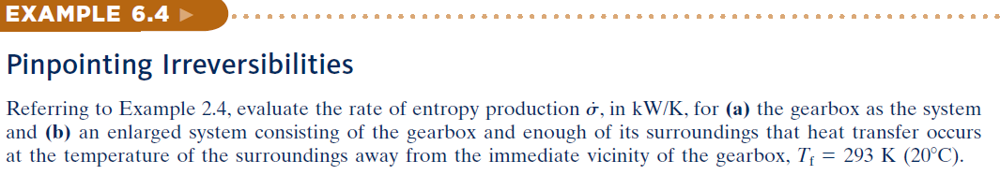 EXAMPLE 6.4 ▶
Pinpointing Irreversibilities
Referring to Example 2.4, evaluate the rate of entropy production σ̇, in kW/K, for (a) the gearbox as the system
and (b) an enlarged system consisting of the gearbox and enough of its surroundings that heat transfer occurs
at the temperature of the surroundings away from the immediate vicinity of the gearbox, T_f = 293 K (20°C).